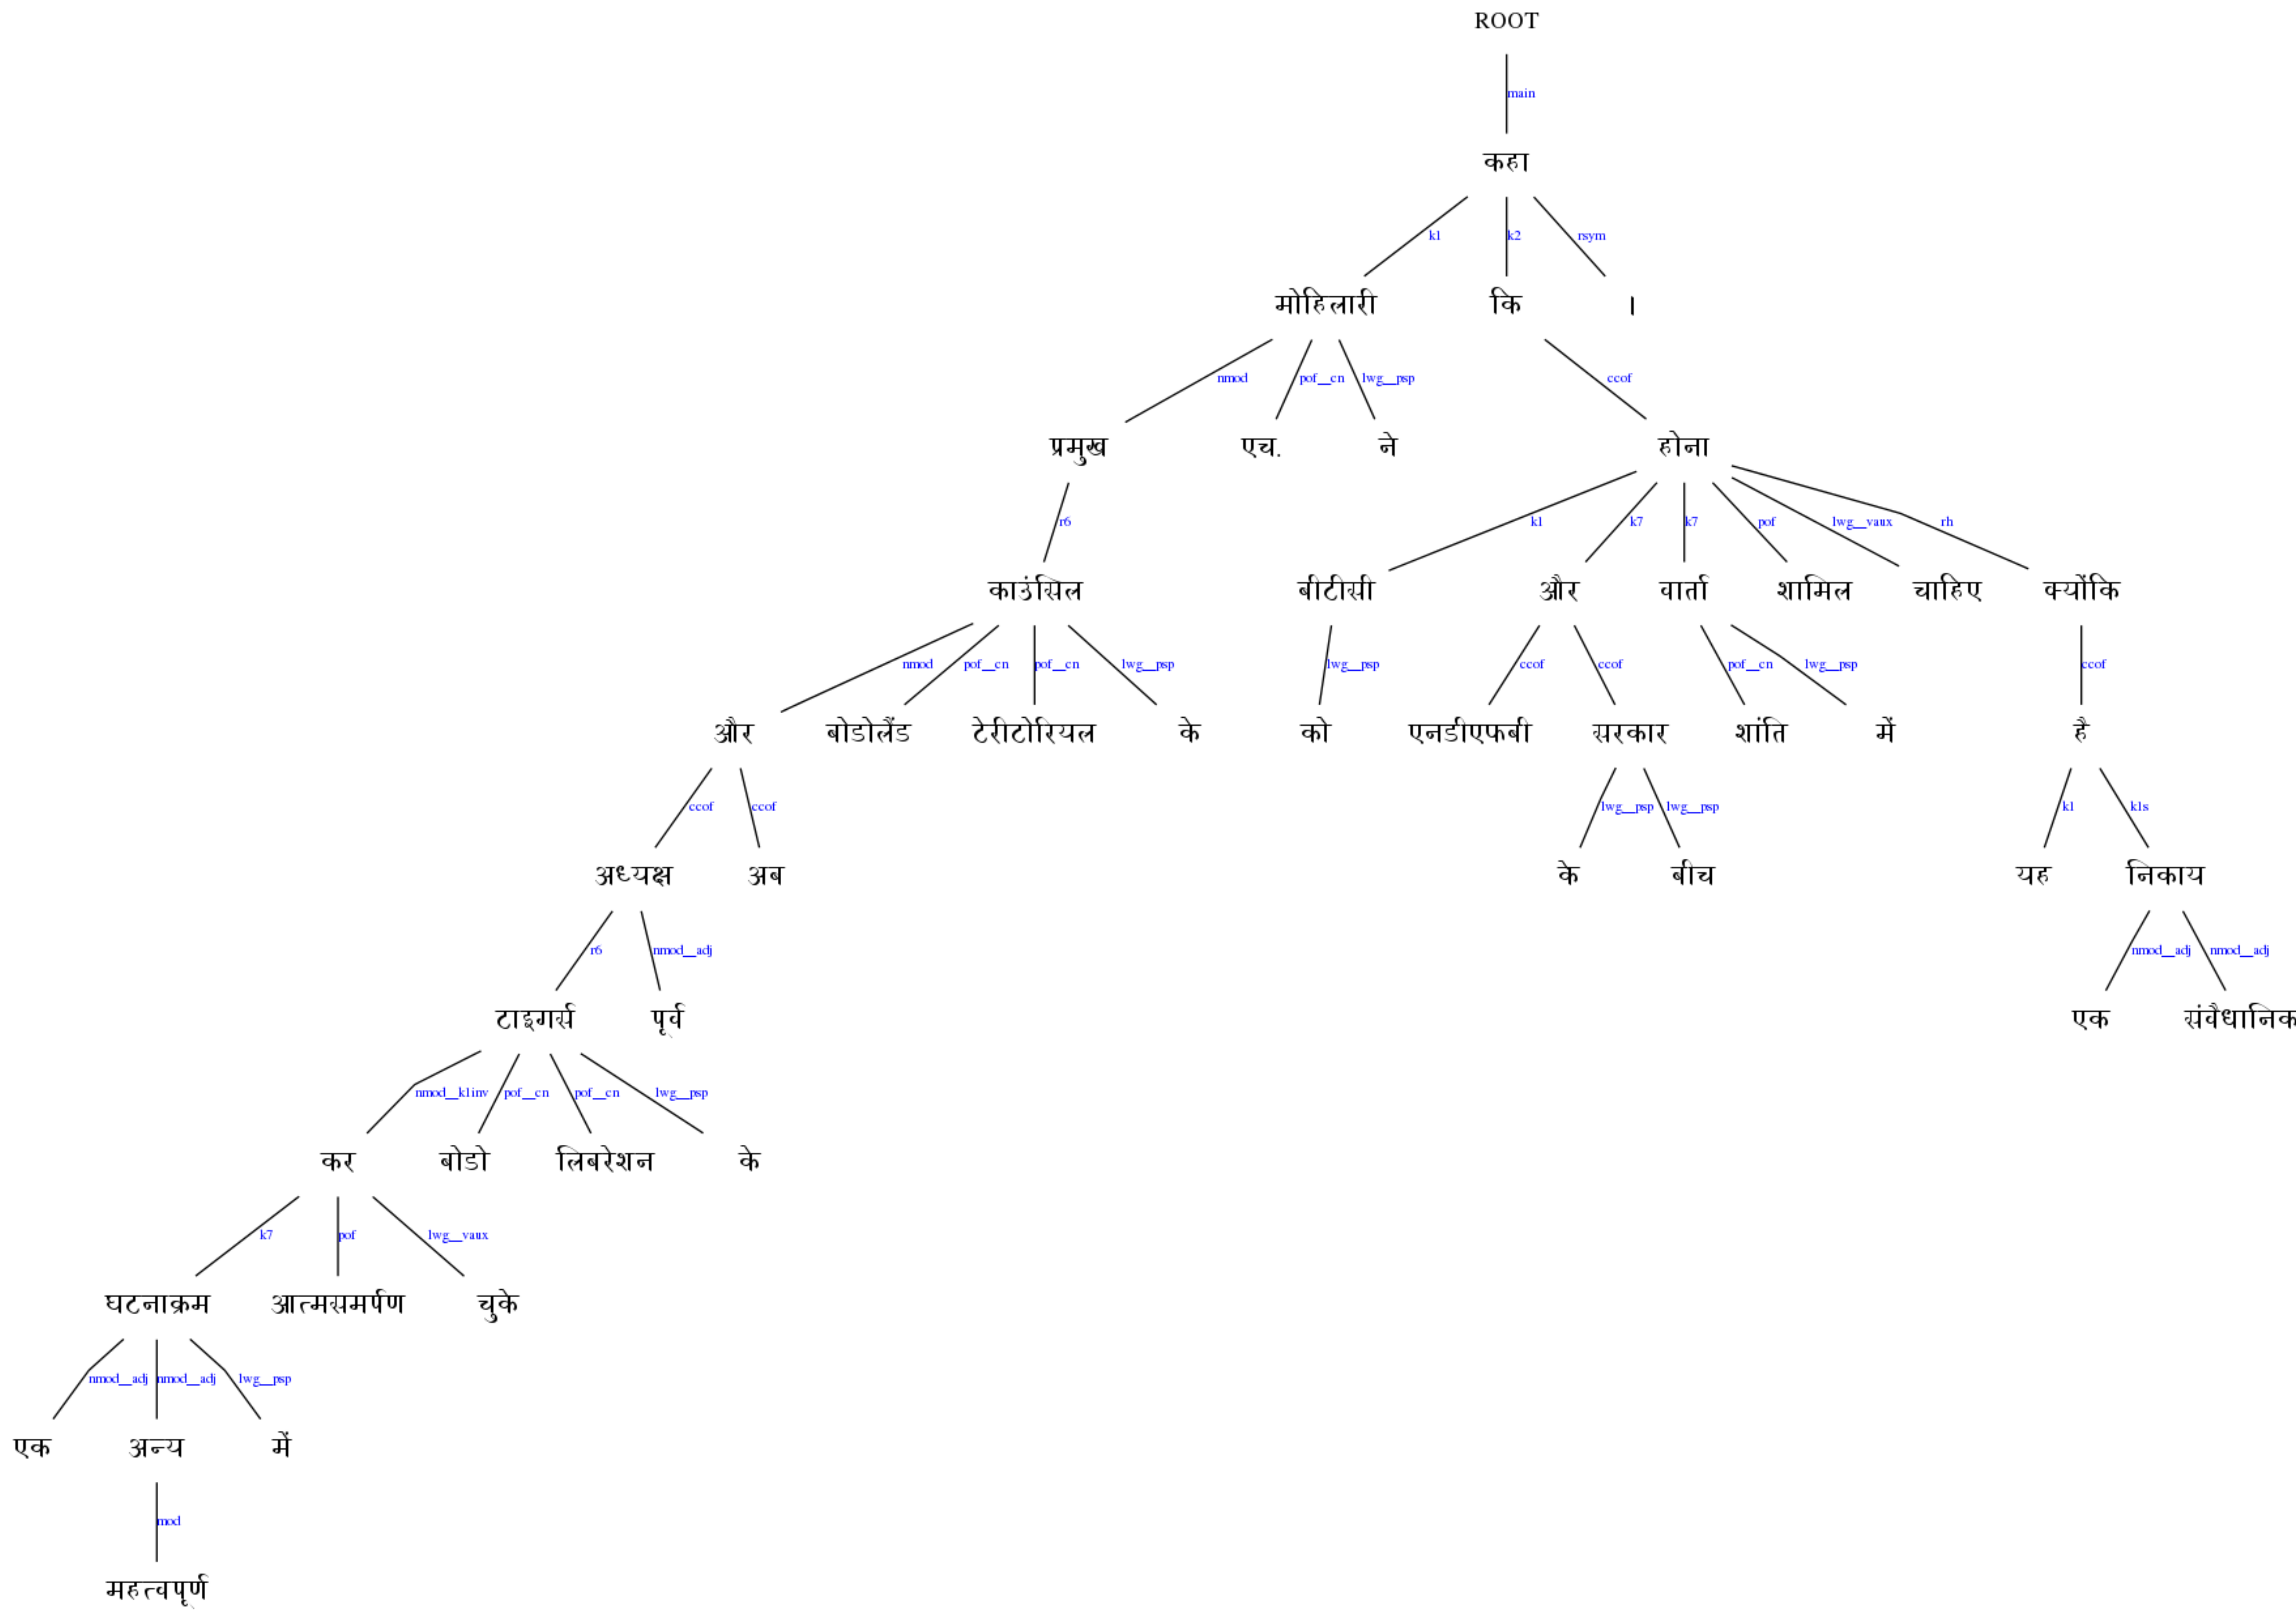 ROOT
main
कहा
k1 k2 rsym
मोहिलारी कि ।
nmod pof__cn lwg__psp ccof
प्रमुख एच. ने होना
r6 k1 k7 k7 pof lwg__vaux rh
काउंसिल बीटीसी और वार्ता शामिल चाहिए क्योंकि
nmod pof__cn pof__cn lwg__psp lwg__psp ccof ccof pof__cn lwg__psp ccof
और बोडोलैंड टेरीटोरियल के को एनडीएफबी सरकार शांति में है
ccof ccof lwg__psp lwg__psp k1 k1s
अध्यक्ष अब के बीच यह निकाय
r6 nmod__adj nmod__adj nmod__adj
टाइगर्स पूर्व एक संवैधानिक
nmod__k1inv pof__cn pof__cn lwg__psp
कर बोडो लिबरेशन के
k7 pof lwg__vaux
घटनाक्रम आत्मसमर्पण चुके
nmod__adj nmod__adj lwg__psp
एक अन्य में
mod
महत्वपूर्ण